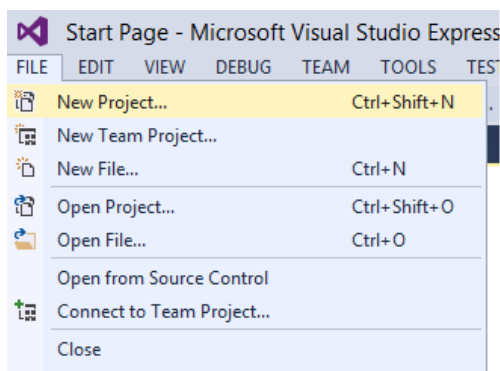 Start Page - Microsoft Visual Studio Express
FILE EDIT VIEW DEBUG TEAM TOOLS TES
New Project... Ctrl+Shift+N
New Team Project...
New File... Ctrl+N
Open Project... Ctrl+Shift+O
Open File... Ctrl+O
Open from Source Control
Connect to Team Project...
Close